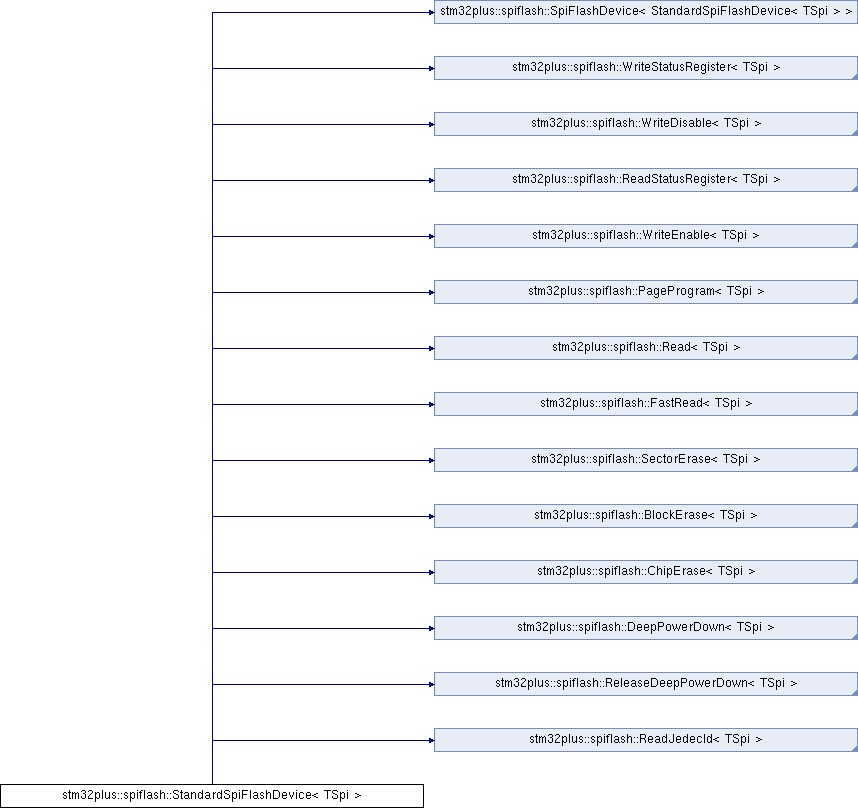 stm32plus::spiflash::SpiFlashDevice< StandardSpiFlashDevice< TSpi > >
stm32plus::spiflash::WriteStatusRegister< TSpi >
stm32plus::spiflash::WriteDisable< TSpi >
stm32plus::spiflash::ReadStatusRegister< TSpi >
stm32plus::spiflash::WriteEnable< TSpi >
stm32plus::spiflash::PageProgram< TSpi >
stm32plus::spiflash::Read< TSpi >
stm32plus::spiflash::FastRead< TSpi >
stm32plus::spiflash::SectorErase< TSpi >
stm32plus::spiflash::BlockErase< TSpi >
stm32plus::spiflash::ChipErase< TSpi >
stm32plus::spiflash::DeepPowerDown< TSpi >
stm32plus::spiflash::ReleaseDeepPowerDown< TSpi >
stm32plus::spiflash::ReadJedecId< TSpi >
stm32plus::spiflash::StandardSpiFlashDevice< TSpi >